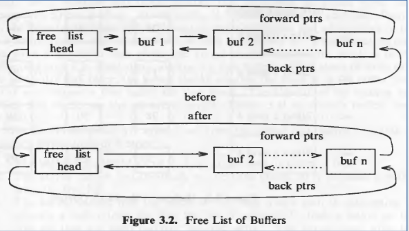 forward ptrs
free list
head
buf 1
buf 2
buf n
back ptrs
before
after
forward ptrs
free list
head
buf 2
buf n
back ptrs
Figure 3.2. Free List of Buffers